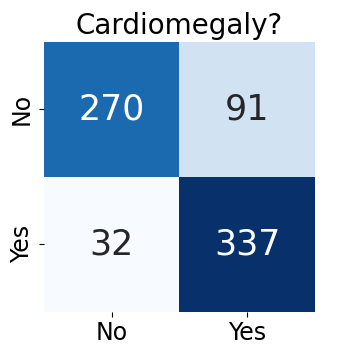 Cardiomegaly?
No 270 91
Yes 32 337
No Yes